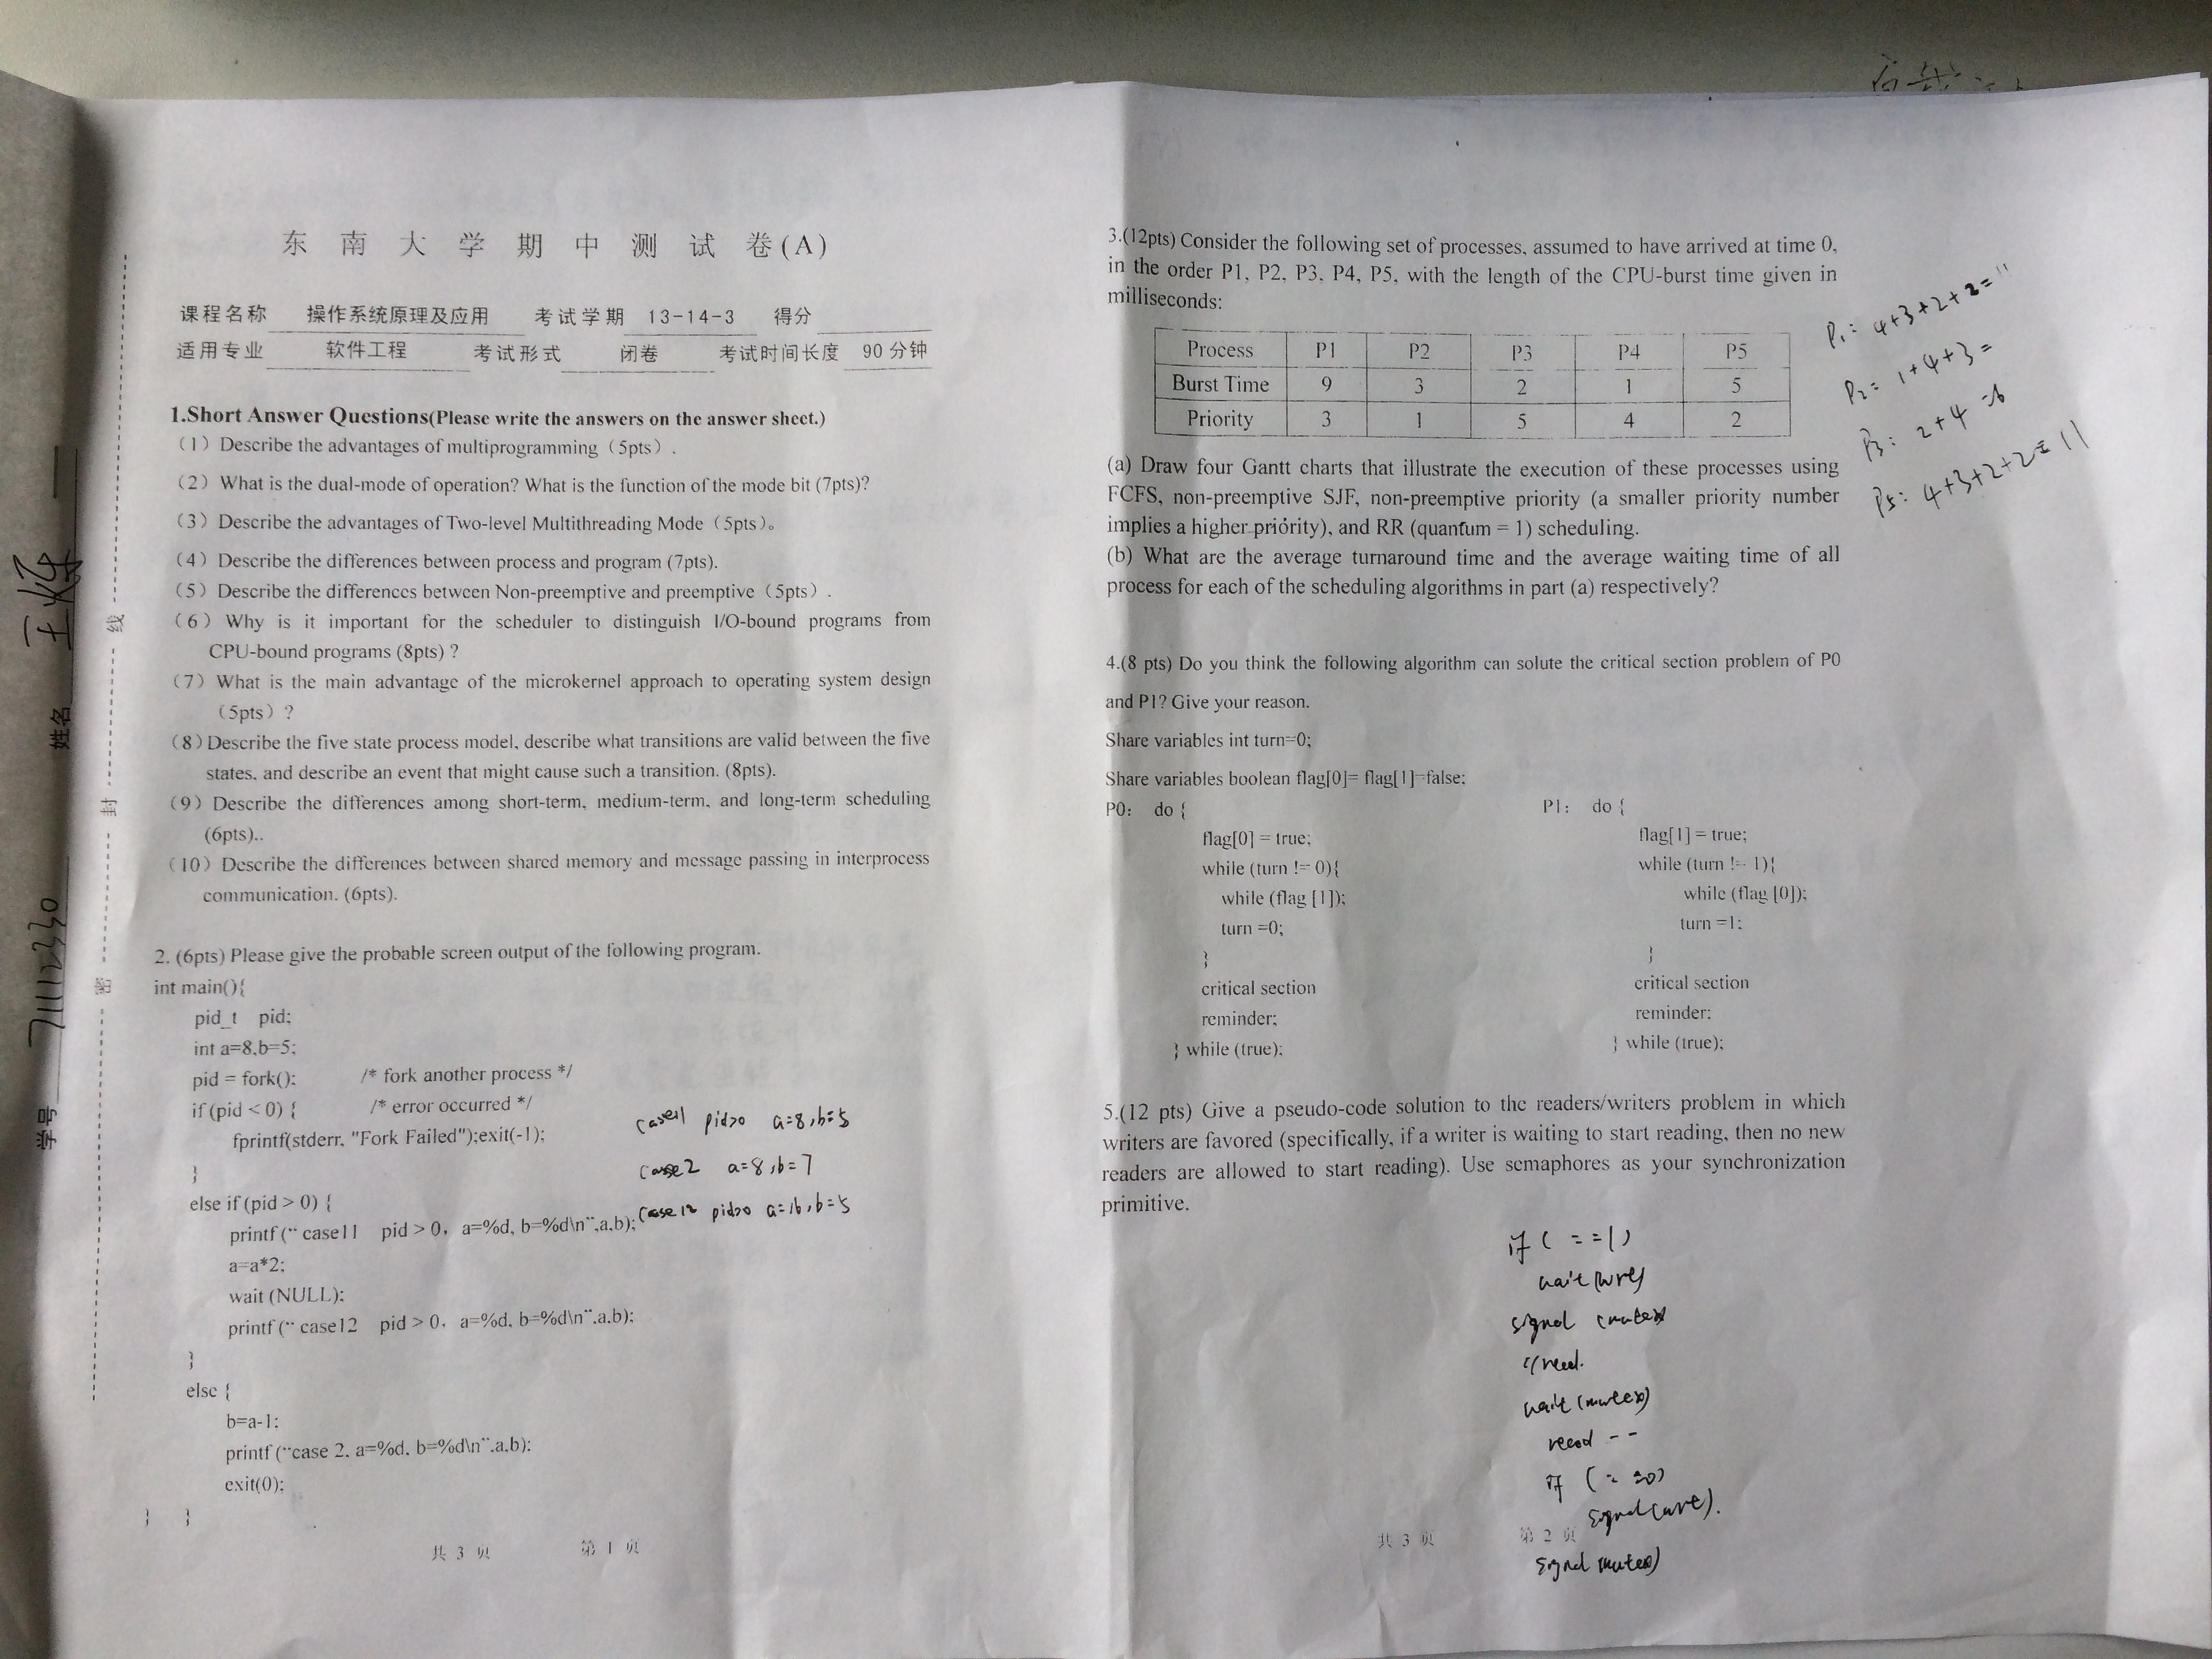 东 南 大 学 期 中 测 试 卷(A)
课程名称 操作系统原理及应用 考试学期 13-14-3 得分
适用专业 软件工程 考试形式 闭卷 考试时间长度 90 分钟
1.Short Answer Questions(Please write the answers on the answer sheet.)
（1）Describe the advantages of multiprogramming（5pts）.
（2）What is the dual-mode of operation? What is the function of the mode bit (7pts)?
（3）Describe the advantages of Two-level Multithreading Mode（5pts）。
（4）Describe the differences between process and program (7pts).
（5）Describe the differences between Non-preemptive and preemptive（5pts）.
（6）Why is it important for the scheduler to distinguish I/O-bound programs from
CPU-bound programs (8pts) ?
（7）What is the main advantage of the microkernel approach to operating system design
（5pts）?
（8）Describe the five state process model, describe what transitions are valid between the five
states, and describe an event that might cause such a transition. (8pts).
（9）Describe the differences among short-term, medium-term, and long-term scheduling
(6pts)..
（10）Describe the differences between shared memory and message passing in interprocess
communication. (6pts).
2. (6pts) Please give the probable screen output of the following program.
int main(){
pid_t pid;
int a=8,b=5;
pid = fork(); /* fork another process */
if (pid < 0) { /* error occurred */
fprintf(stderr, "Fork Failed");exit(-1);
}
else if (pid > 0) {
printf (" case11 pid > 0, a=%d, b=%d\n",a,b);
a=a*2;
wait (NULL);
printf (" case12 pid > 0, a=%d, b=%d\n",a,b);
}
else {
b=a-1;
printf ("case 2, a=%d, b=%d\n",a,b);
exit(0);
} }
case11 pid>0 a=8,b=5
case2 a=8,b=7
case12 pid>0 a=16,b=5
共 3 页 第 1 页
密 封 线
学号 71112330 姓名
3.(12pts) Consider the following set of processes, assumed to have arrived at time 0,
in the order P1, P2, P3, P4, P5, with the length of the CPU-burst time given in
milliseconds:
Process P1 P2 P3 P4 P5
Burst Time 9 3 2 1 5
Priority 3 1 5 4 2
P1: 4+3+2+2=11
P2: 1+4+3=
P3: 2+4 =6
P5: 4+3+2+2=11
(a) Draw four Gantt charts that illustrate the execution of these processes using
FCFS, non-preemptive SJF, non-preemptive priority (a smaller priority number
implies a higher priority), and RR (quantum = 1) scheduling.
(b) What are the average turnaround time and the average waiting time of all
process for each of the scheduling algorithms in part (a) respectively?
4.(8 pts) Do you think the following algorithm can solute the critical section problem of P0
and P1? Give your reason.
Share variables int turn=0;
Share variables boolean flag[0]= flag[1]=false;
P0: do {
flag[0] = true;
while (turn != 0){
while (flag [1]);
turn =0;
}
critical section
reminder;
} while (true);
P1: do {
flag[1] = true;
while (turn != 1){
while (flag [0]);
turn =1;
}
critical section
reminder;
} while (true);
5.(12 pts) Give a pseudo-code solution to the readers/writers problem in which
writers are favored (specifically, if a writer is waiting to start reading, then no new
readers are allowed to start reading). Use semaphores as your synchronization
primitive.
if ( ==1)
wait (wrt)
signal (mutex
//read.
wait (mutex)
--
if ( ==0)
signal (wrt).
signal (mutex)
共 3 页 第 2 页